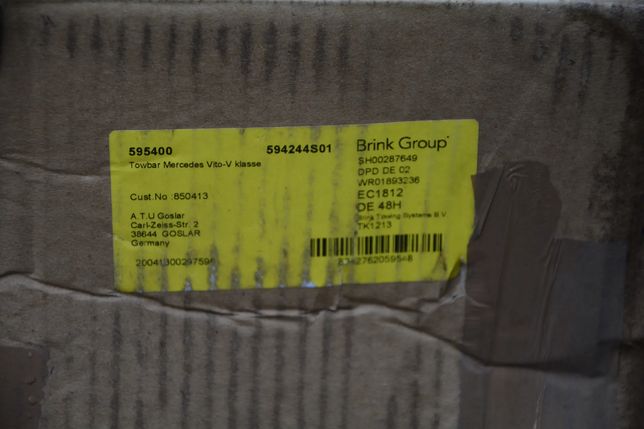 595400 594244S01
Towbar Mercedes Vito-V klasse
Cust.No :850413
A.T.U Goslar
Carl-Zeiss-Str. 2
38644 GOSLAR
Germany
Brink Group
SH00287649
DPD DE 02
WR01893236
EC1812
DE 48H
Brink Towing Systems B.V
TK1213